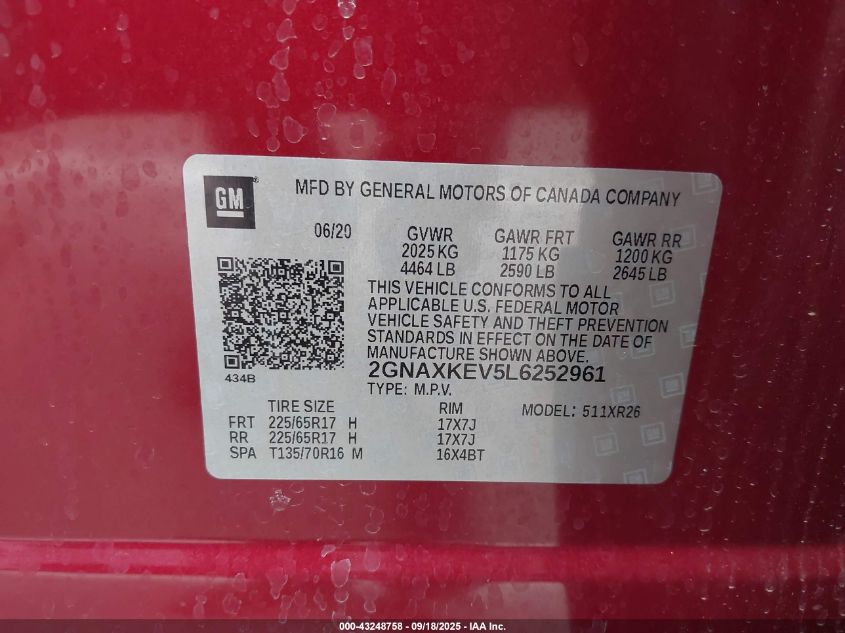 GM ®
MFD BY GENERAL MOTORS OF CANADA COMPANY
06/20 GVWR GAWR FRT GAWR RR
2025 KG 1175 KG 1200 KG
4464 LB 2590 LB 2645 LB
THIS VEHICLE CONFORMS TO ALL
APPLICABLE U.S. FEDERAL MOTOR
VEHICLE SAFETY AND THEFT PREVENTION
STANDARDS IN EFFECT ON THE DATE OF
MANUFACTURE SHOWN ABOVE.
434B
2GNAXKEV5L6252961
TYPE: M.P.V.
TIRE SIZE RIM MODEL: 511XR26
FRT 225/65R17 H 17X7J
RR 225/65R17 H 17X7J
SPA T135/70R16 M 16X4BT
000-43248758 - 09/18/2025 - IAA Inc.